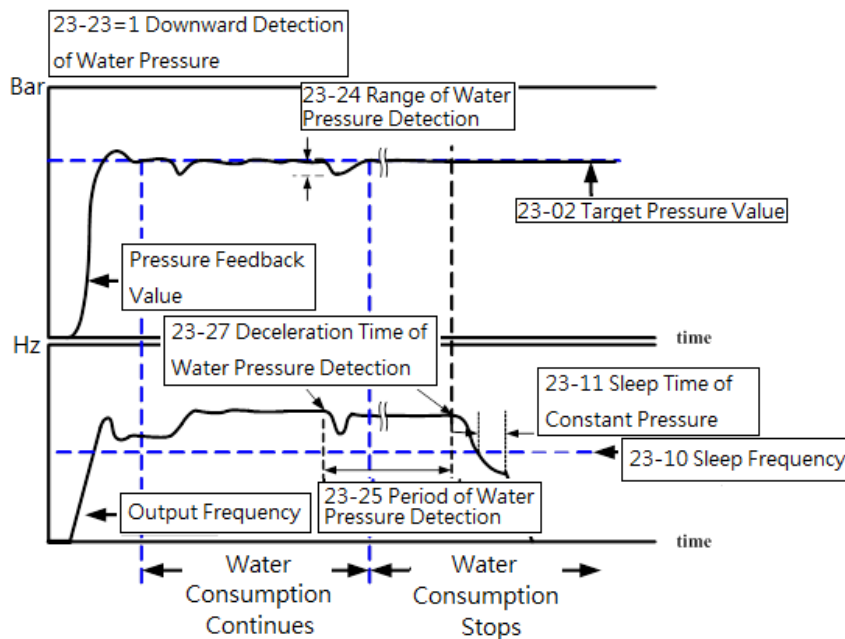 23-23=1 Downward Detection
of Water Pressure
Bar
23-24 Range of Water
Pressure Detection
23-02 Target Pressure Value
Pressure Feedback
Value
time
Hz
23-27 Deceleration Time of
Water Pressure Detection
23-11 Sleep Time of
Constant Pressure
23-10 Sleep Frequency
23-25 Period of Water
Pressure Detection
Output Frequency
time
Water
Consumption
Continues
Water
Consumption
Stops